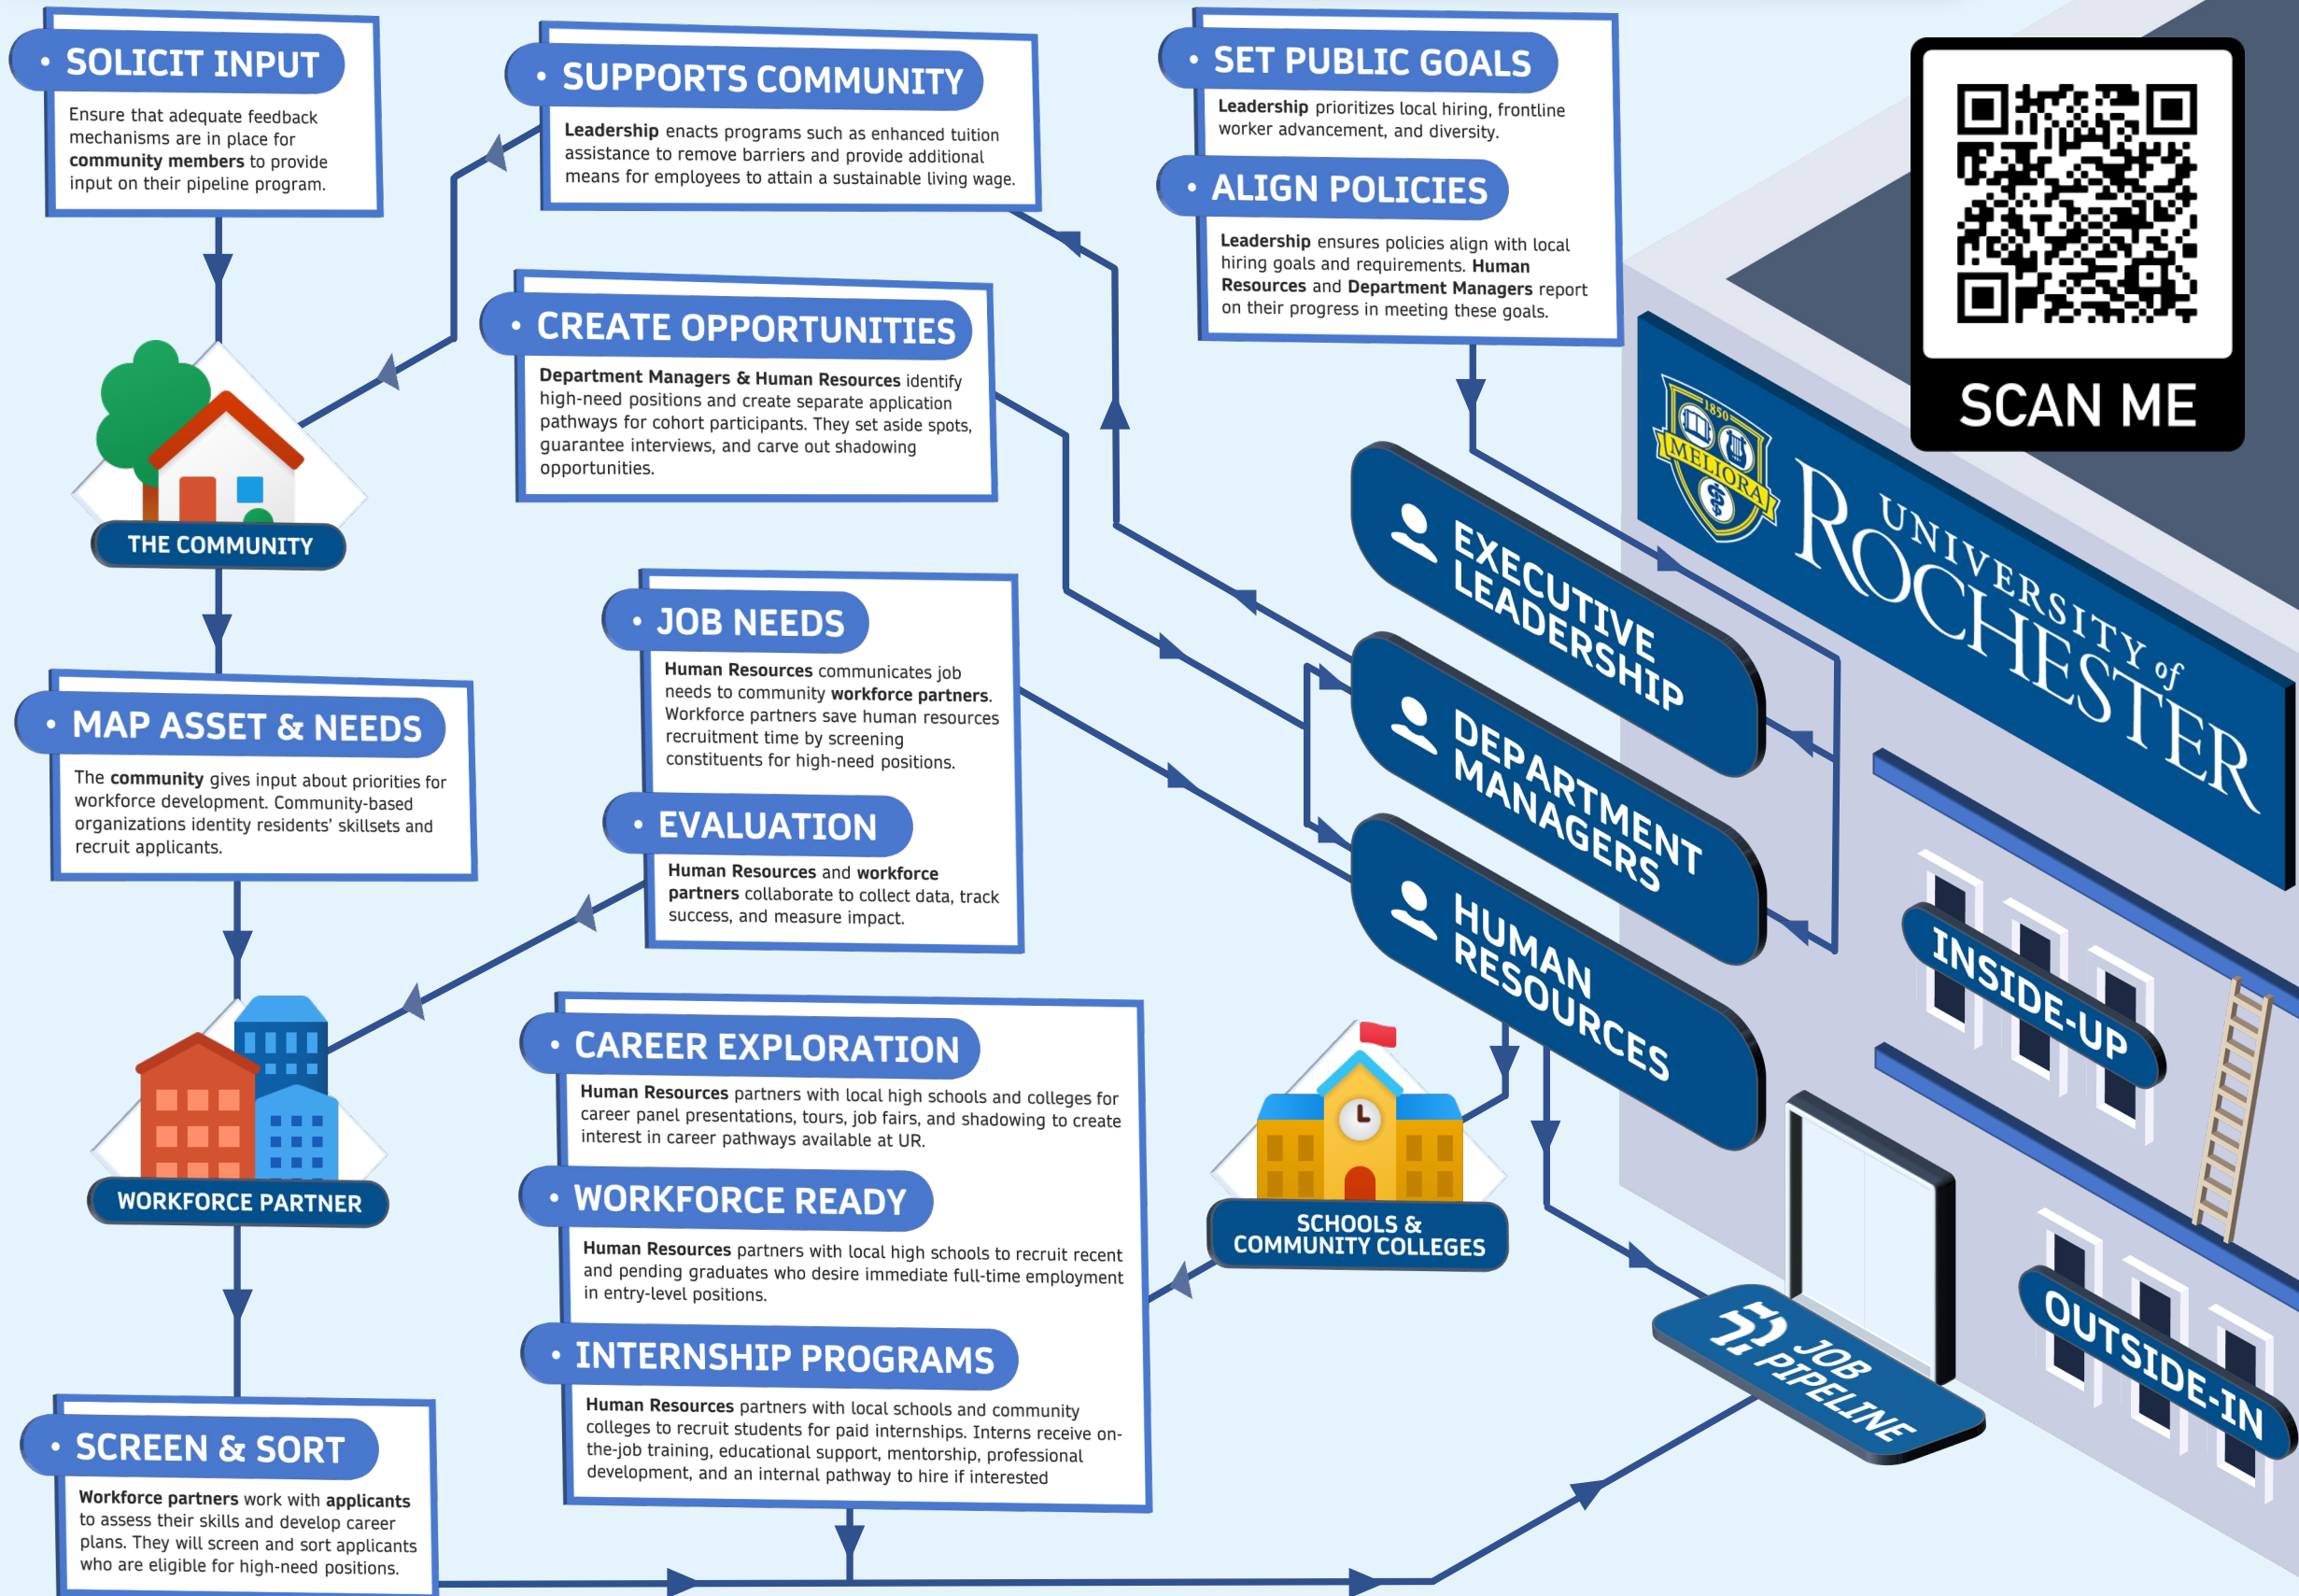 • SOLICIT INPUT
Ensure that adequate feedback
mechanisms are in place for
community members to provide
input on their pipeline program.
• SUPPORTS COMMUNITY
Leadership enacts programs such as enhanced tuition
assistance to remove barriers and provide additional
means for employees to attain a sustainable living wage.
• SET PUBLIC GOALS
Leadership prioritizes local hiring, frontline
worker advancement, and diversity.
• ALIGN POLICIES
Leadership ensures policies align with local
hiring goals and requirements. Human
Resources and Department Managers report
on their progress in meeting these goals.
SCAN ME
• CREATE OPPORTUNITIES
Department Managers & Human Resources identify
high-need positions and create separate application
pathways for cohort participants. They set aside spots,
guarantee interviews, and carve out shadowing
opportunities.
1850
MELIORA
UNIVERSITY of
ROCHESTER
THE COMMUNITY
EXECUTIVE
LEADERSHIP
DEPARTMENT
MANAGERS
HUMAN
RESOURCES
• JOB NEEDS
Human Resources communicates job
needs to community workforce partners.
Workforce partners save human resources
recruitment time by screening
constituents for high-need positions.
• EVALUATION
Human Resources and workforce
partners collaborate to collect data, track
success, and measure impact.
• MAP ASSET & NEEDS
The community gives input about priorities for
workforce development. Community-based
organizations identity residents' skillsets and
recruit applicants.
INSIDE-UP
WORKFORCE PARTNER
• CAREER EXPLORATION
Human Resources partners with local high schools and colleges for
career panel presentations, tours, job fairs, and shadowing to create
interest in career pathways available at UR.
• WORKFORCE READY
Human Resources partners with local high schools to recruit recent
and pending graduates who desire immediate full-time employment
in entry-level positions.
• INTERNSHIP PROGRAMS
Human Resources partners with local schools and community
colleges to recruit students for paid internships. Interns receive on-
the-job training, educational support, mentorship, professional
development, and an internal pathway to hire if interested
SCHOOLS &
COMMUNITY COLLEGES
JOB
PIPELINE
OUTSIDE-IN
• SCREEN & SORT
Workforce partners work with applicants
to assess their skills and develop career
plans. They will screen and sort applicants
who are eligible for high-need positions.